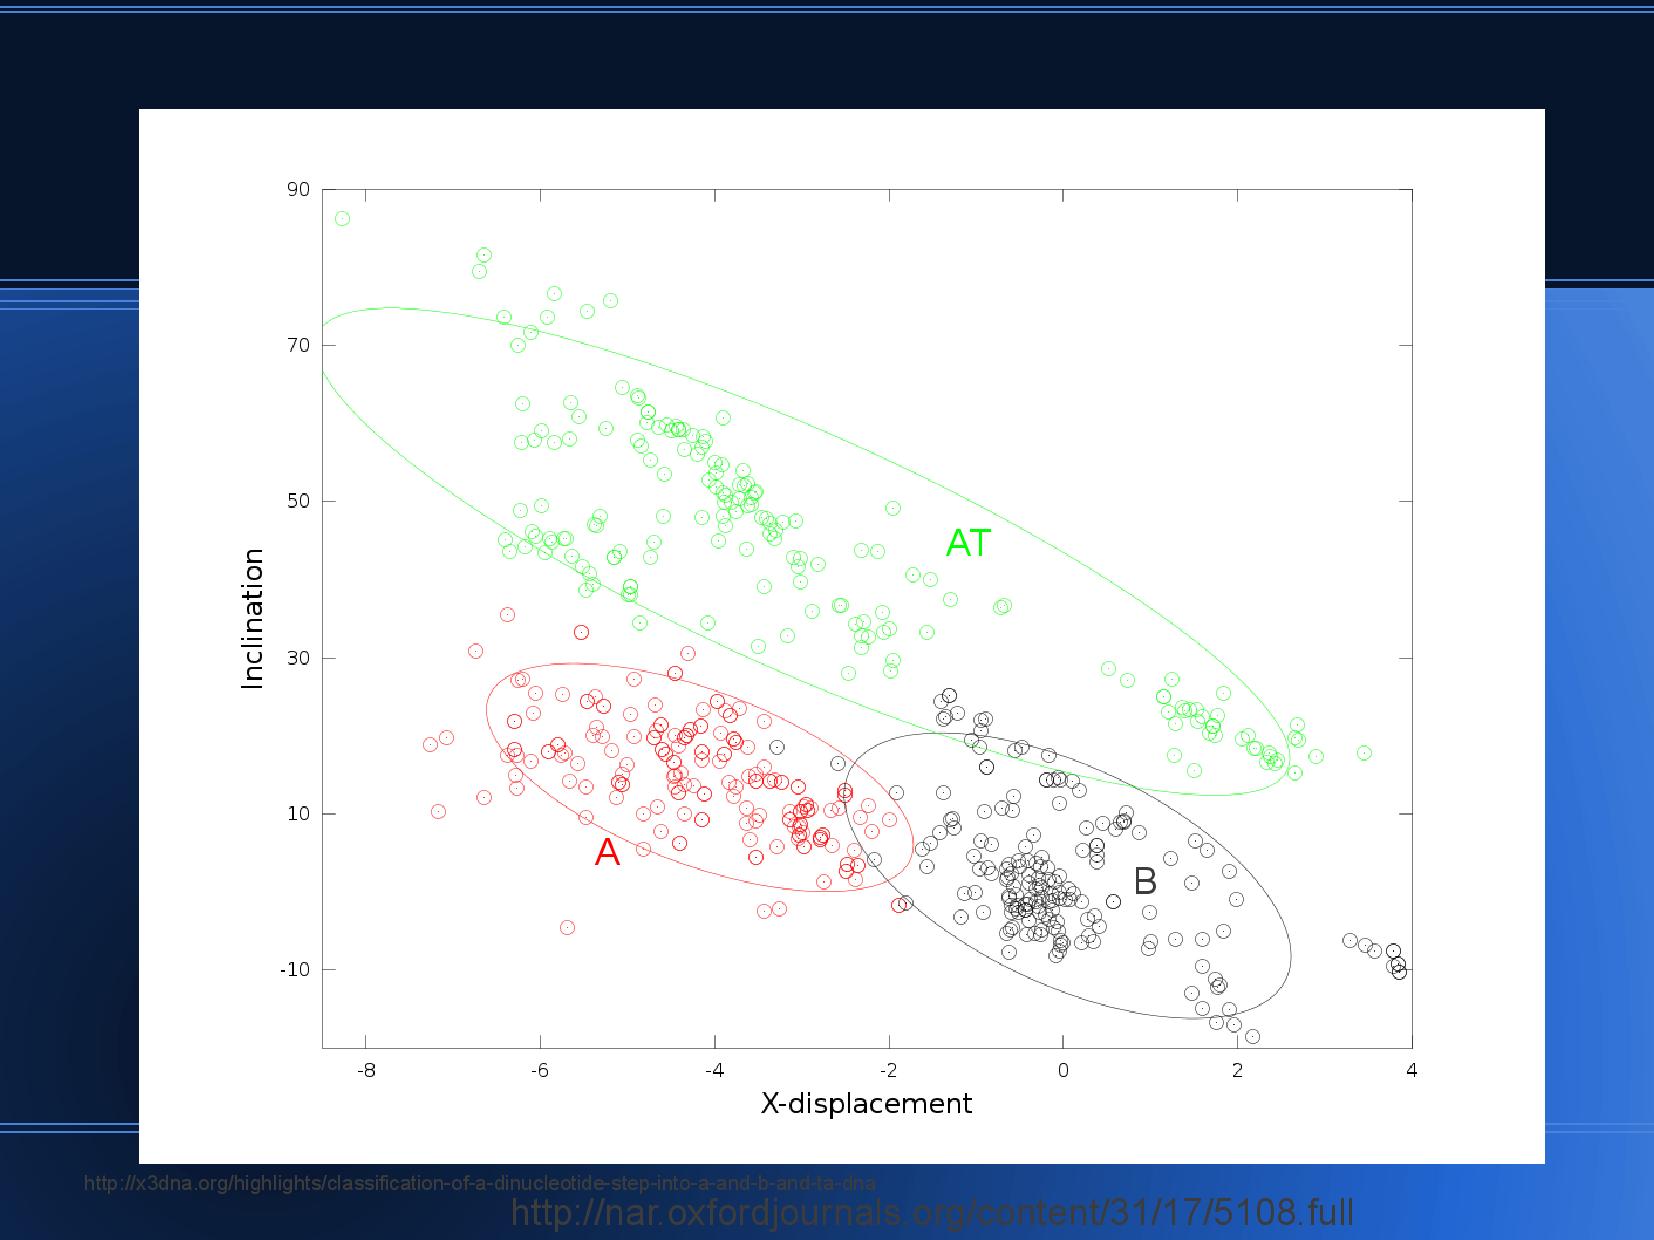 90
70
50
30
10
-10
Inclination
AT
A
B
-8 -6 -4 -2 0 2 4
X-displacement
http://x3dna.org/highlights/classification-of-a-dinucleotide-step-into-a-and-b-and-ta-dna
http://nar.oxfordjournals.org/content/31/17/5108.full